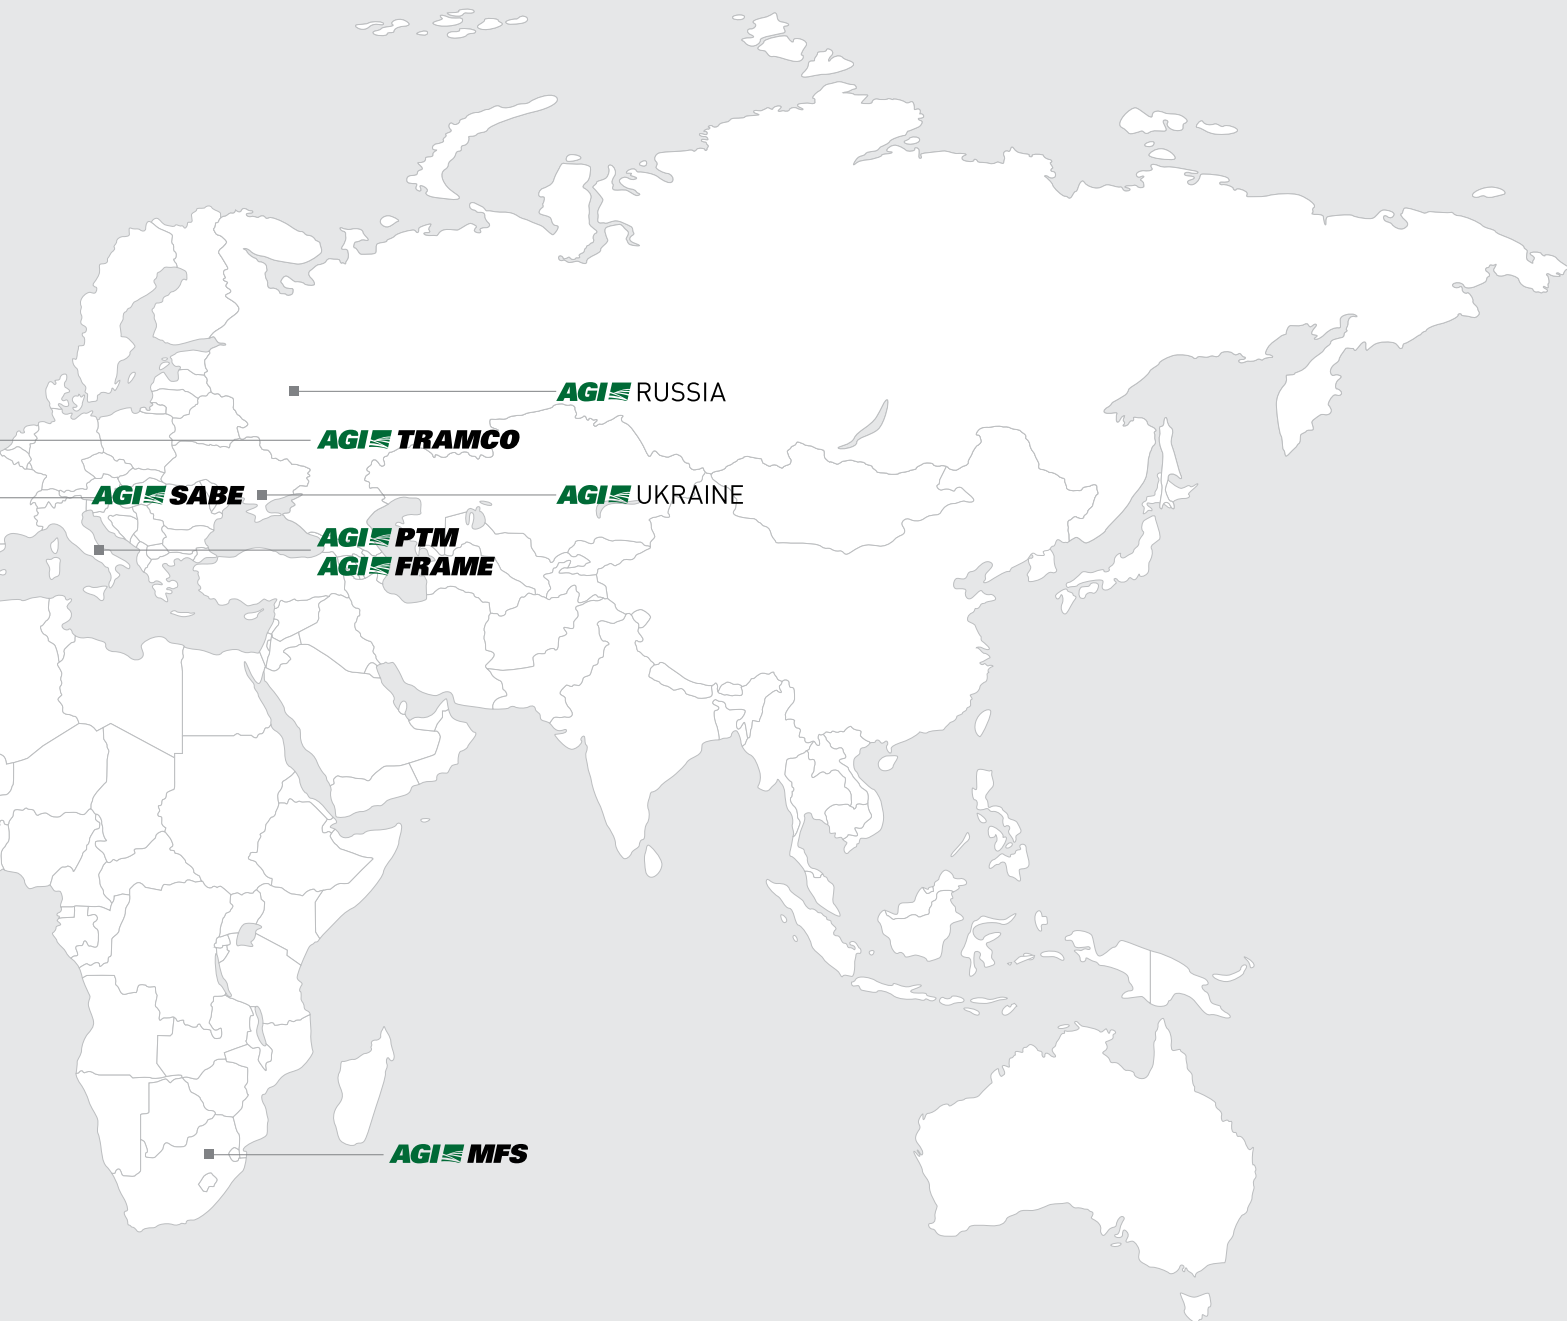 AGI RUSSIA
AGI TRAMCO
AGI SABE
AGI UKRAINE
AGI PTM
AGI FRAME
AGI MFS